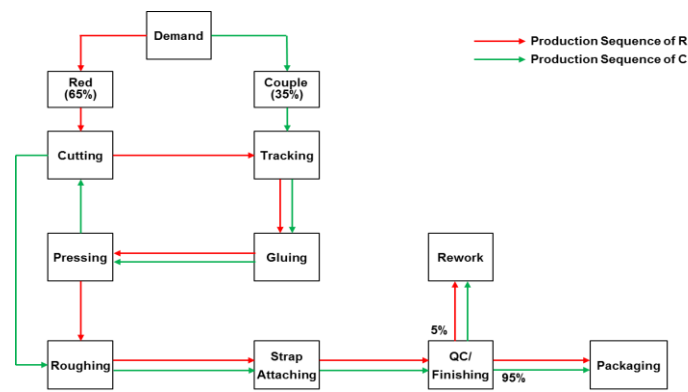 Demand
Production Sequence of R
Production Sequence of C
Red
(65%)
Couple
(35%)
Cutting
Tracking
Pressing
Gluing
Rework
5%
Roughing
Strap
Attaching
QC/
Finishing
95%
Packaging